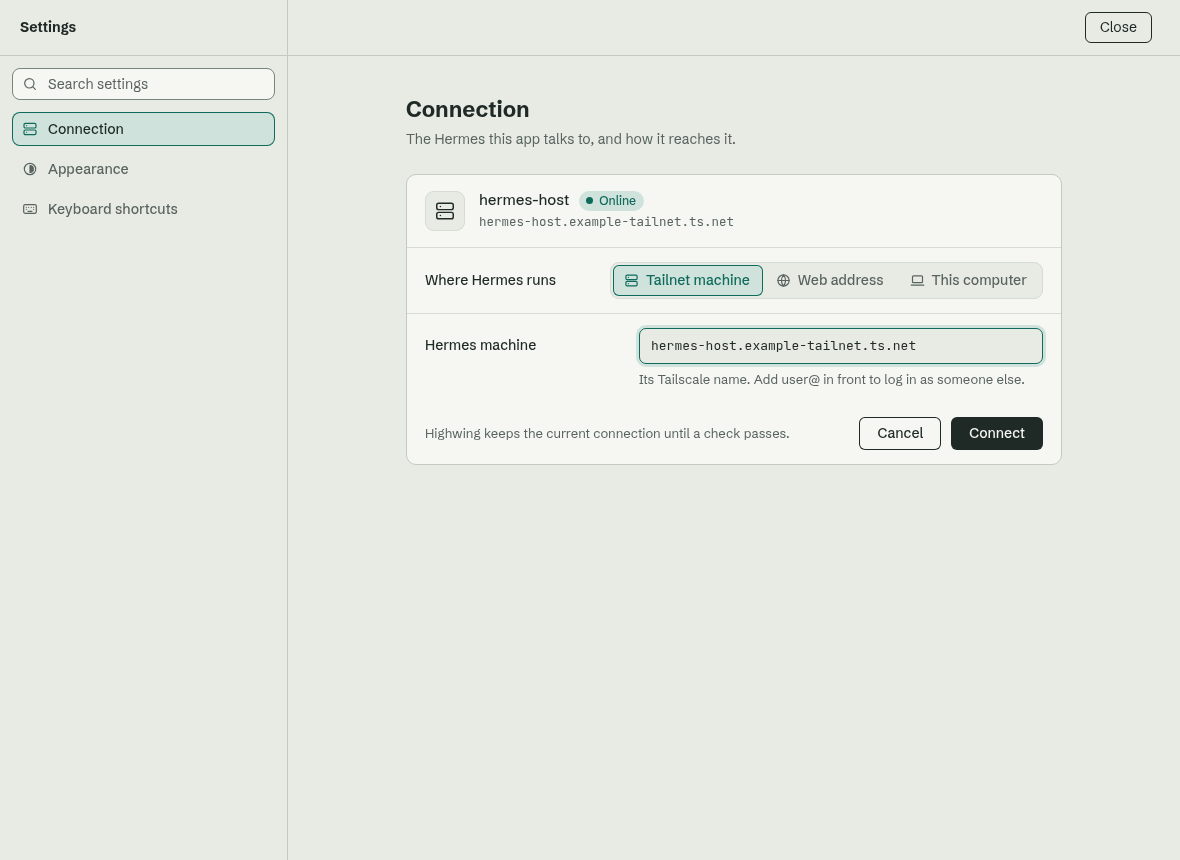 Settings
Close
Search settings
Connection
Appearance
Keyboard shortcuts
Connection
The Hermes this app talks to, and how it reaches it.
hermes-host
Online
hermes-host.example-tailnet.ts.net
Where Hermes runs
Tailnet machine
Web address
This computer
Hermes machine
hermes-host.example-tailnet.ts.net
Its Tailscale name. Add user@ in front to log in as someone else.
Highwing keeps the current connection until a check passes.
Cancel
Connect